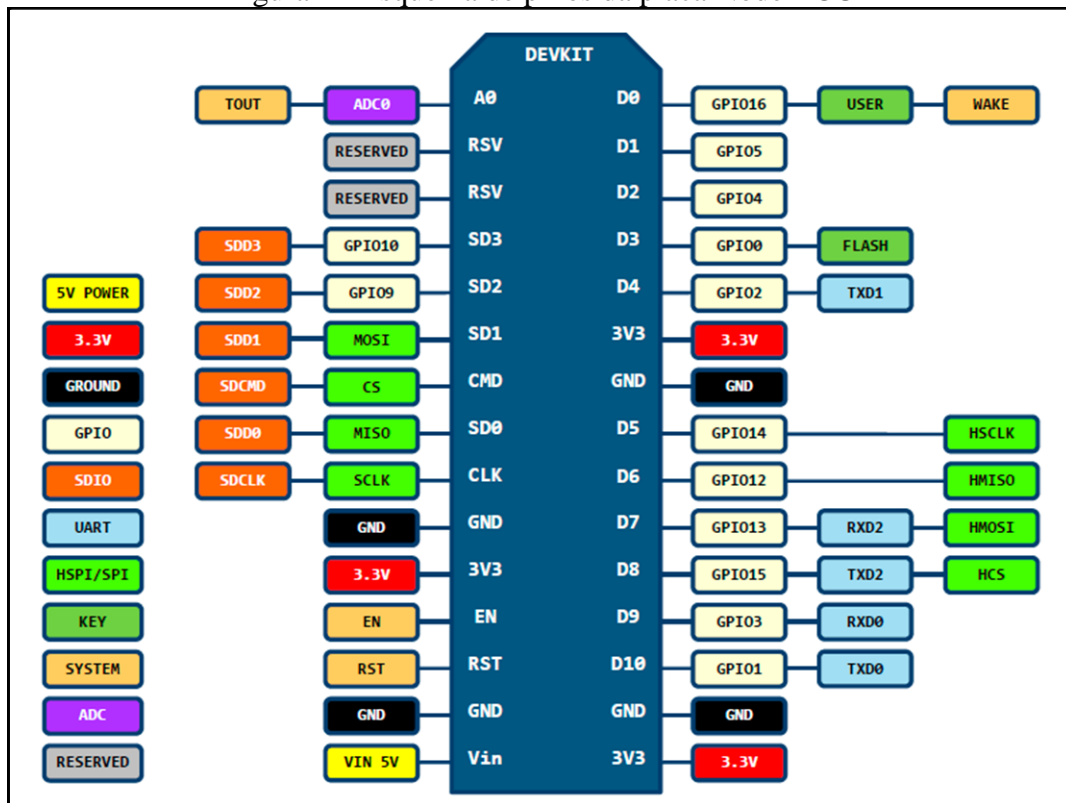 DEVKIT
TOUT ADC0 A0 D0 GPIO16 USER WAKE
RESERVED RSV D1 GPIO5
RESERVED RSV D2 GPIO4
SDD3 GPIO10 SD3 D3 GPIO0 FLASH
5V POWER SDD2 GPIO9 SD2 D4 GPIO2 TXD1
3.3V SDD1 MOSI SD1 3V3 3.3V
GROUND SDCMD CS CMD GND GND
GPIO SDD0 MISO SD0 D5 GPIO14 HSCLK
SDIO SDCLK SCLK CLK D6 GPIO12 HMISO
UART GND GND D7 GPIO13 RXD2 HMOSI
HSPI/SPI 3.3V 3V3 D8 GPIO15 TXD2 HCS
KEY EN EN D9 GPIO3 RXD0
SYSTEM RST RST D10 GPIO1 TXD0
ADC GND GND GND GND
RESERVED VIN 5V Vin 3V3 3.3V